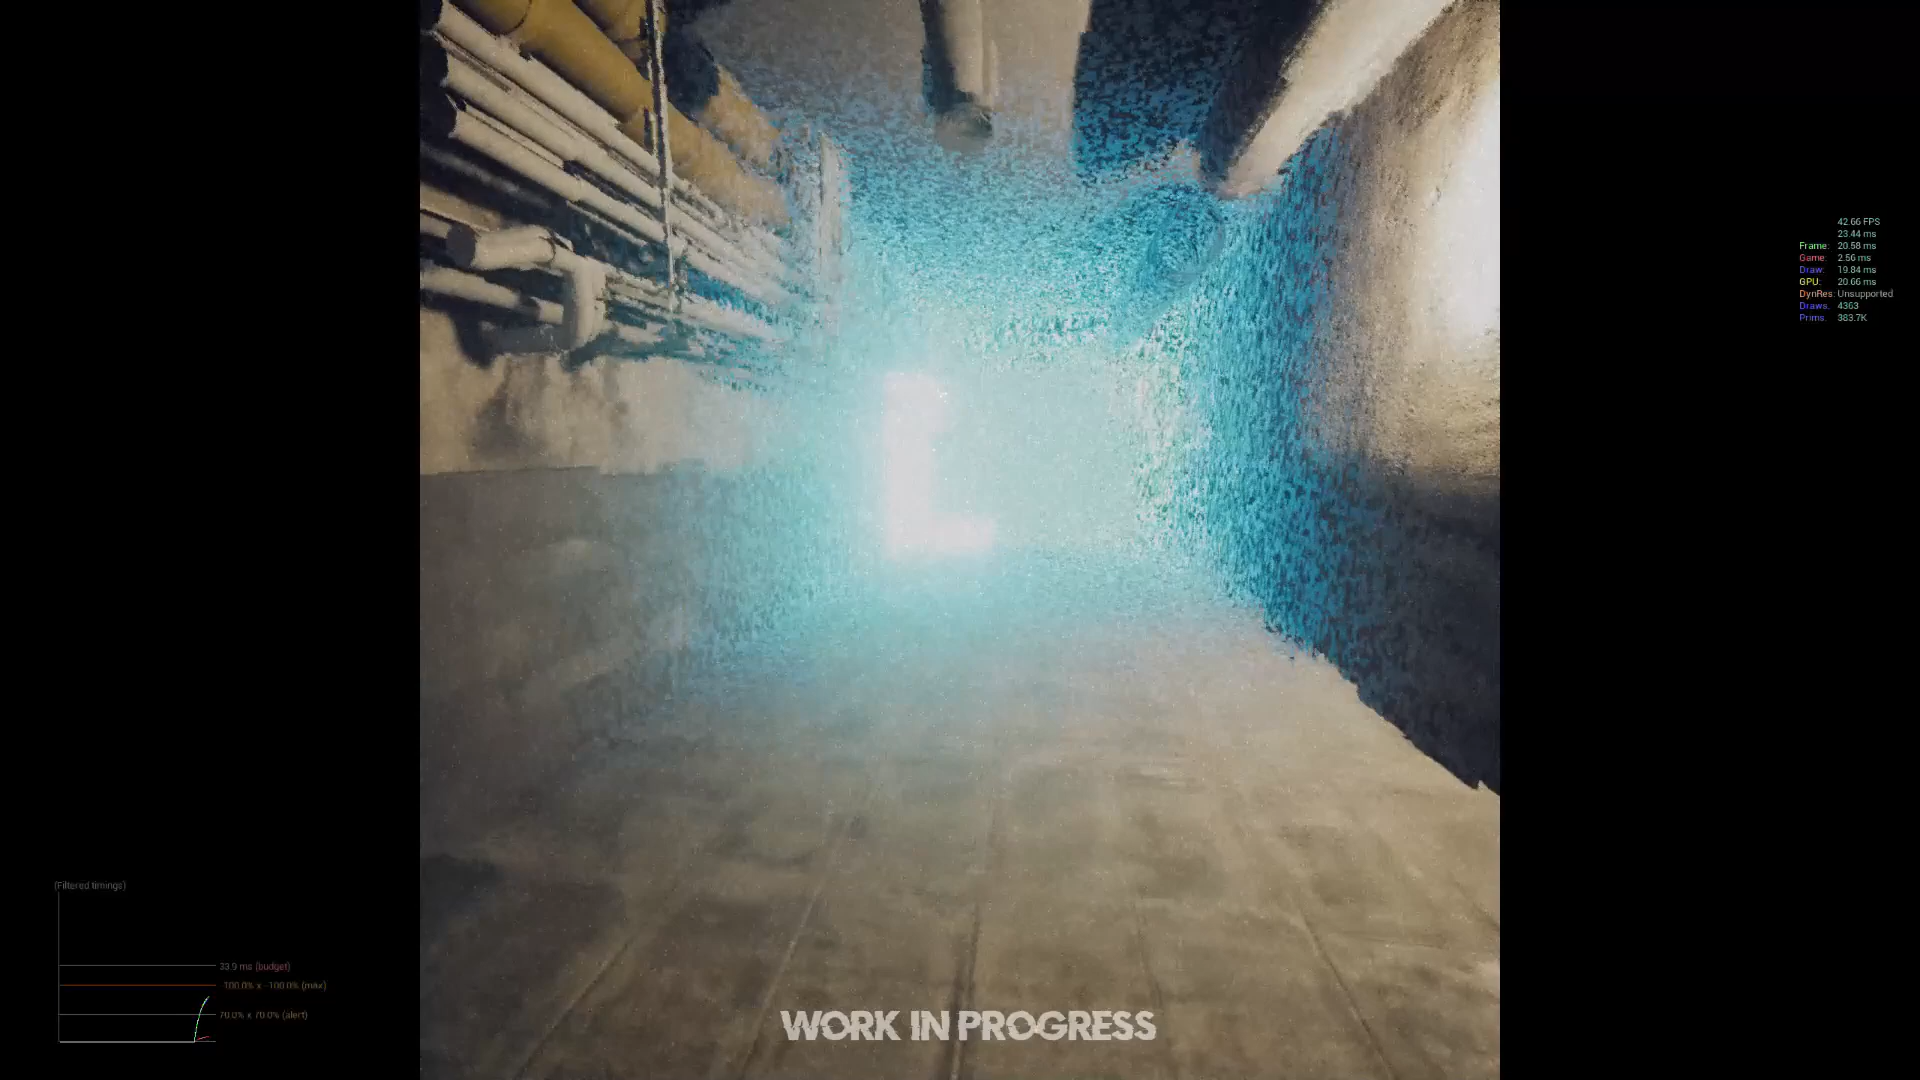 42.66 FPS
23.44 ms
Frame: 20.58 ms
Game: 2.56 ms
Draw: 19.84 ms
GPU: 20.66 ms
DynRes: Unsupported
Draws: 4363
Prims: 383.7K
L
(Filtered timings)
33.9 ms (budget)
-100.0% x -100.0% (max)
70.0% x 70.0% (alert)
WORK IN PROGRESS